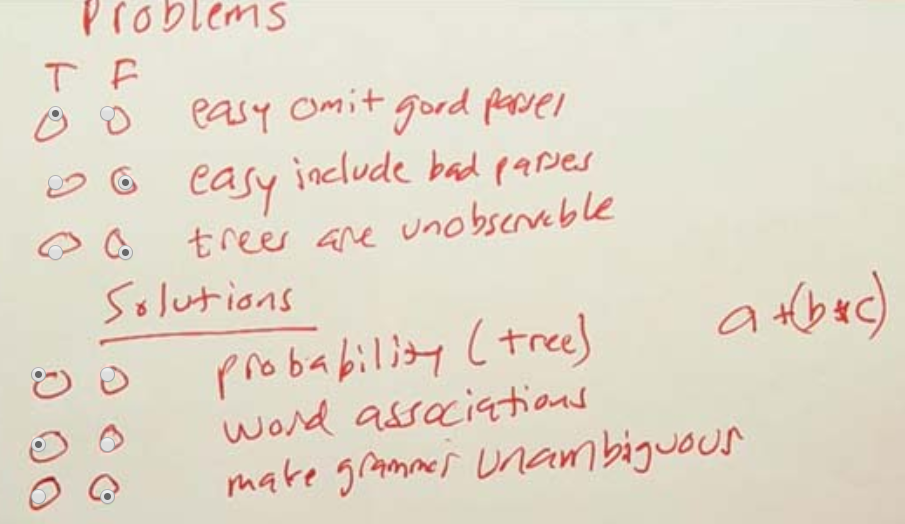 Problems
T F
easy omit good parses
easy include bad parses
trees are unobservable
Solutions
probability (tree)
a+(b*c)
word associations
make grammer unambiguous